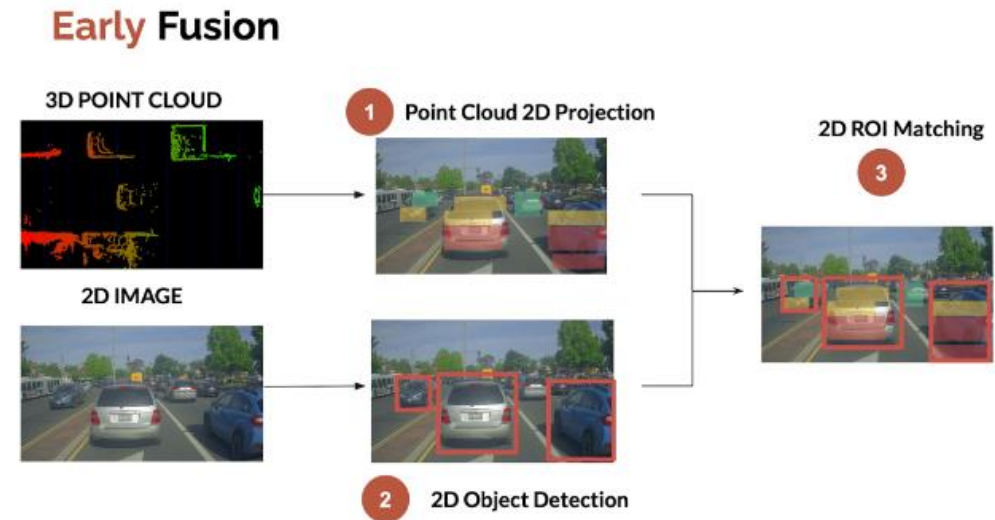 Early Fusion
3D POINT CLOUD
1 Point Cloud 2D Projection
2D ROI Matching
3
2D IMAGE
2 2D Object Detection